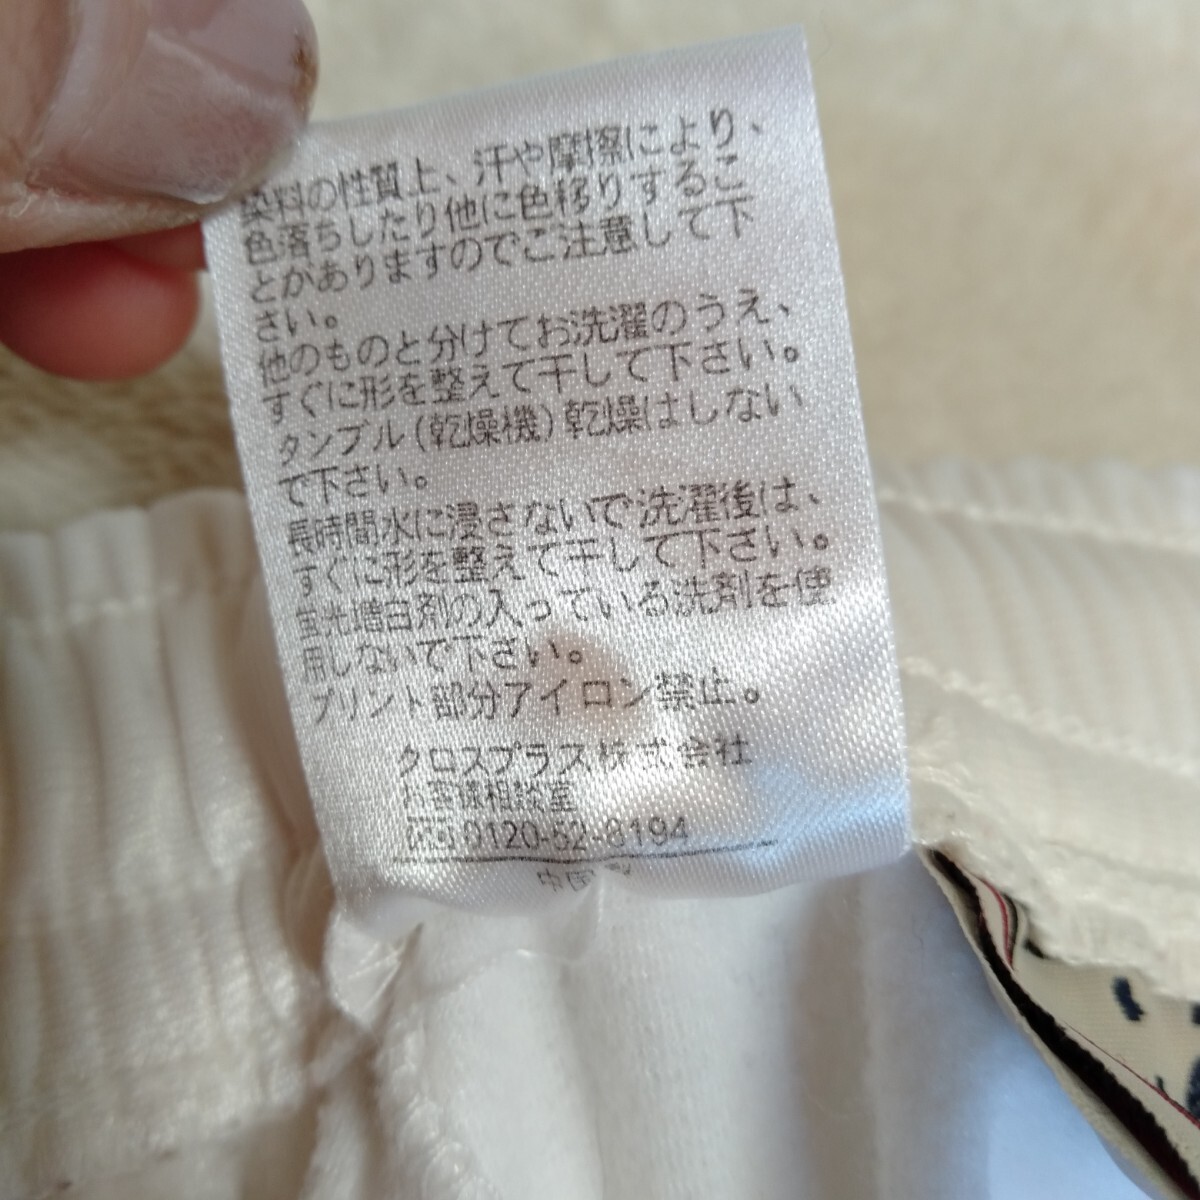 染料の性質上、汗や摩擦により、
色落ちしたり他に色移りするこ
とがありますのでご注意して下
さい。
他のものと分けてお洗濯のうえ、
すぐに形を整えて干して下さい。
タンブル(乾燥機)乾燥はしない
で下さい。
長時間水に浸さないで洗濯後は、
すぐに形を整えて干して下さい。
蛍光増白剤の入っている洗剤を使
用しないで下さい。
プリント部分アイロン禁止。
クロスプラス株式会社
お客様相談室
0120-52-8194
中国製